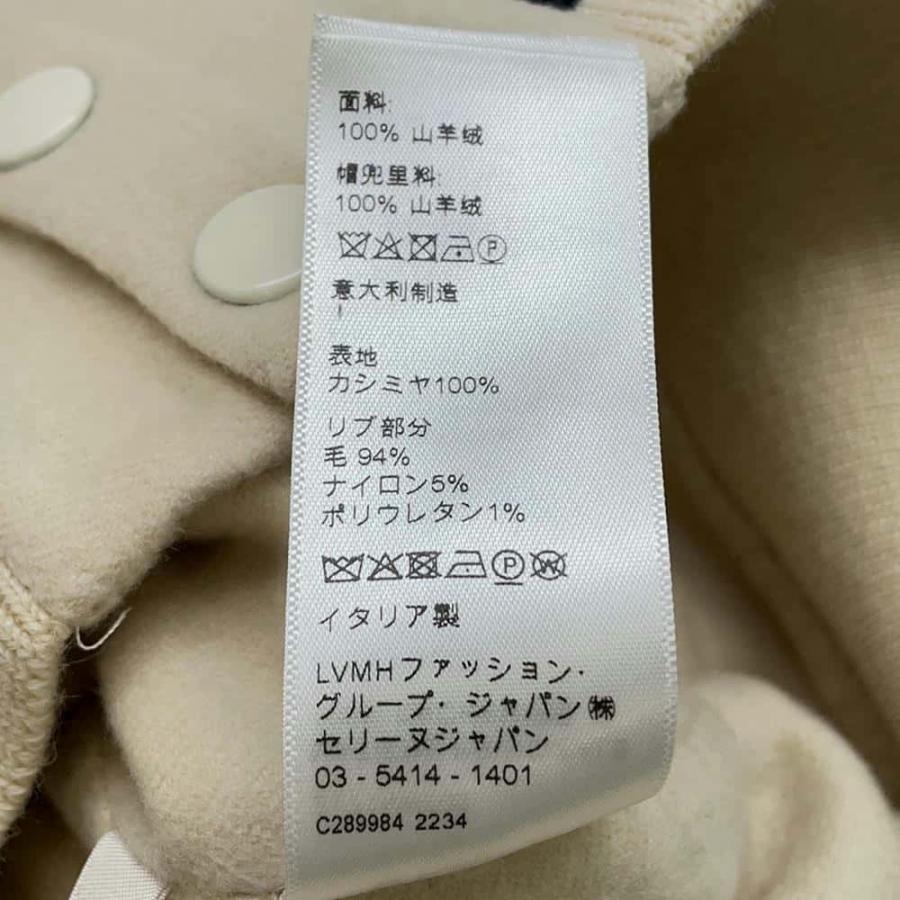 面料:
100% 山羊绒
帽兜里料:
100% 山羊绒
P
意大利制造
表地
カシミヤ100%
リブ部分
毛 94%
ナイロン5%
ポリウレタン1%
P W
イタリア製
LVMHファッション・
グループ・ジャパン㈱
セリーヌジャパン
03 - 5414 - 1401
C289984 2234